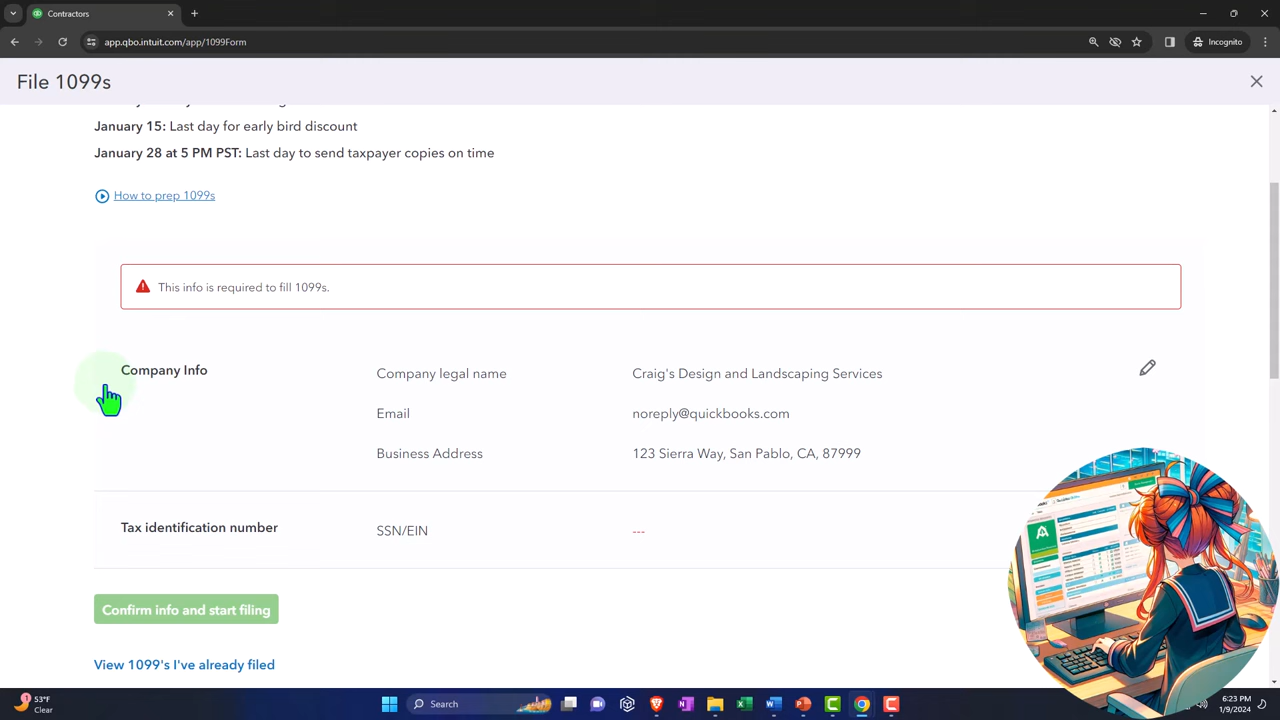 Contractors
app.qbo.intuit.com/app/1099Form
Incognito
File 1099s
January 15: Last day for early bird discount
January 28 at 5 PM PST: Last day to send taxpayer copies on time
How to prep 1099s
This info is required to fill 1099s.
Company Info
Company legal name
Craig's Design and Landscaping Services
Email
noreply@quickbooks.com
Business Address
123 Sierra Way, San Pablo, CA, 87999
Tax identification number
SSN/EIN
---
Confirm info and start filing
View 1099's I've already filed
53°F
Clear
Search
6:23 PM
1/9/2024